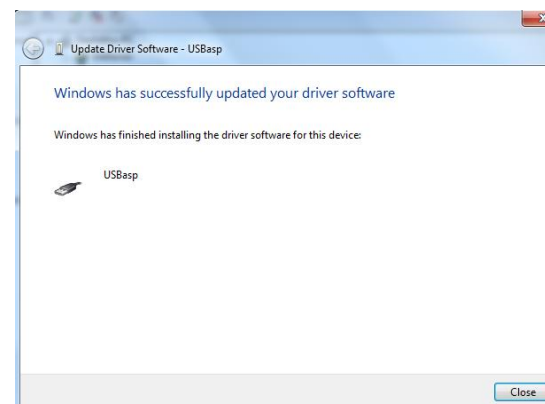 Update Driver Software - USBasp
Windows has successfully updated your driver software
Windows has finished installing the driver software for this device:
USBasp
Close